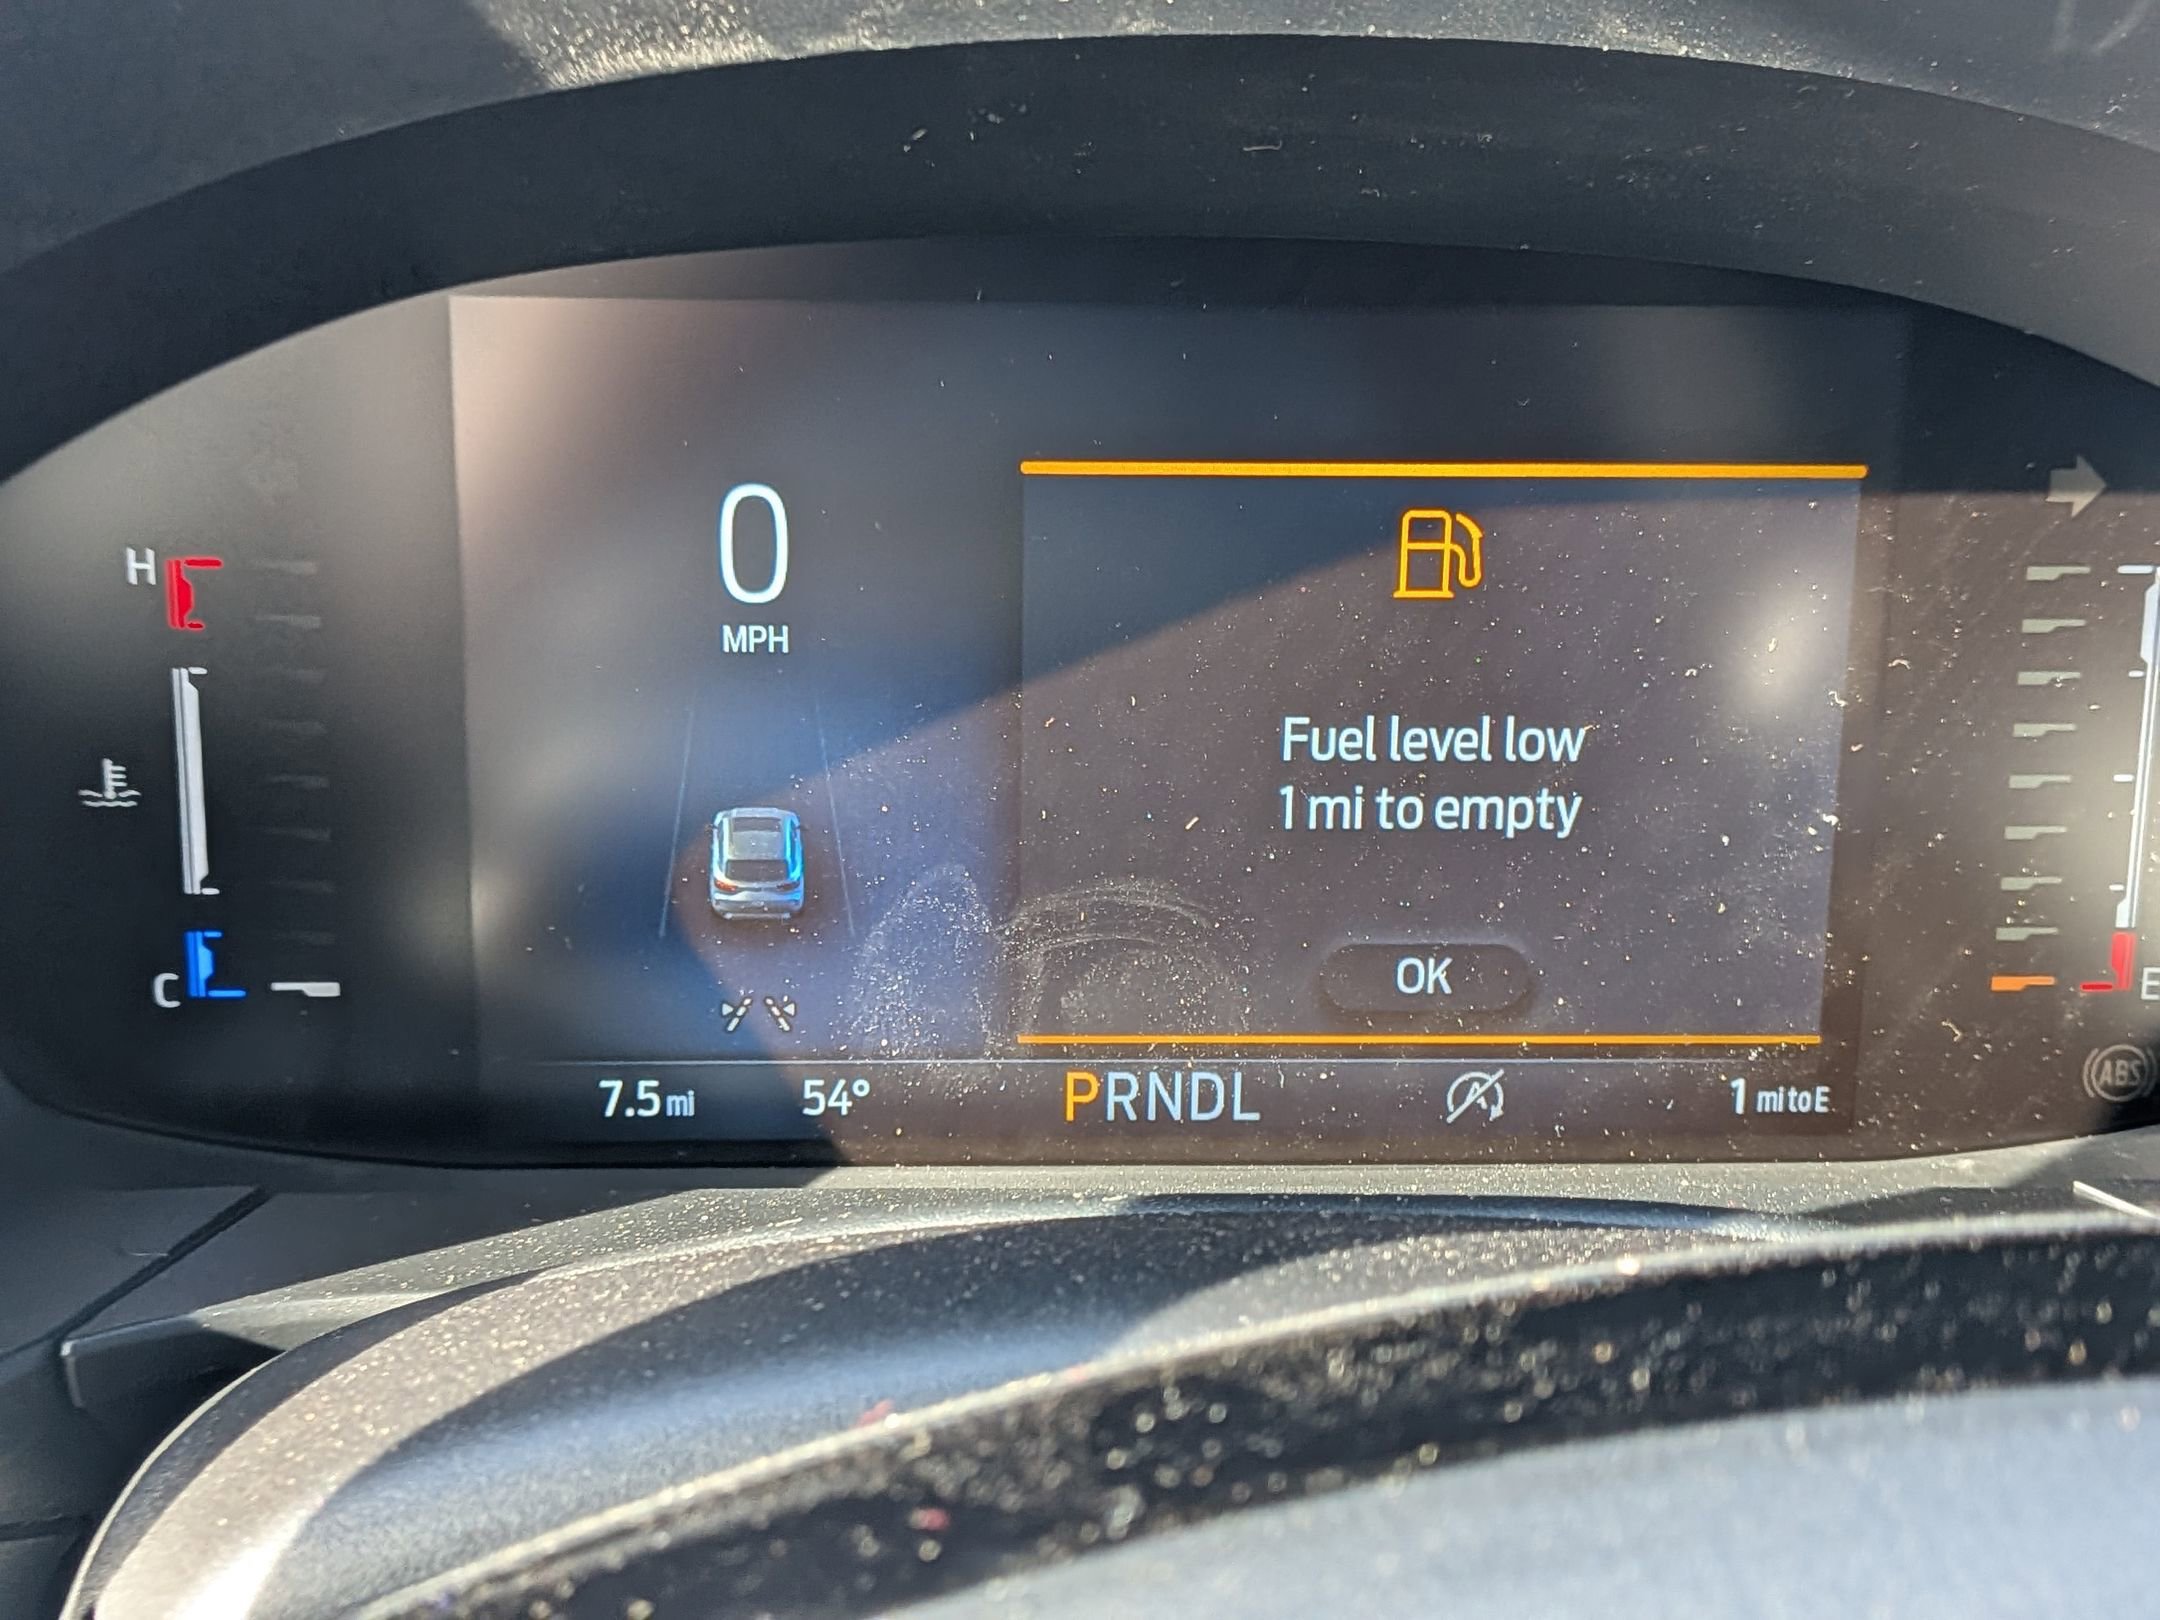 H
0
MPH
Fuel level low
1 mi to empty
OK
C
E
7.5 mi
54°
PRNDL
A
1 mi to E
ABS